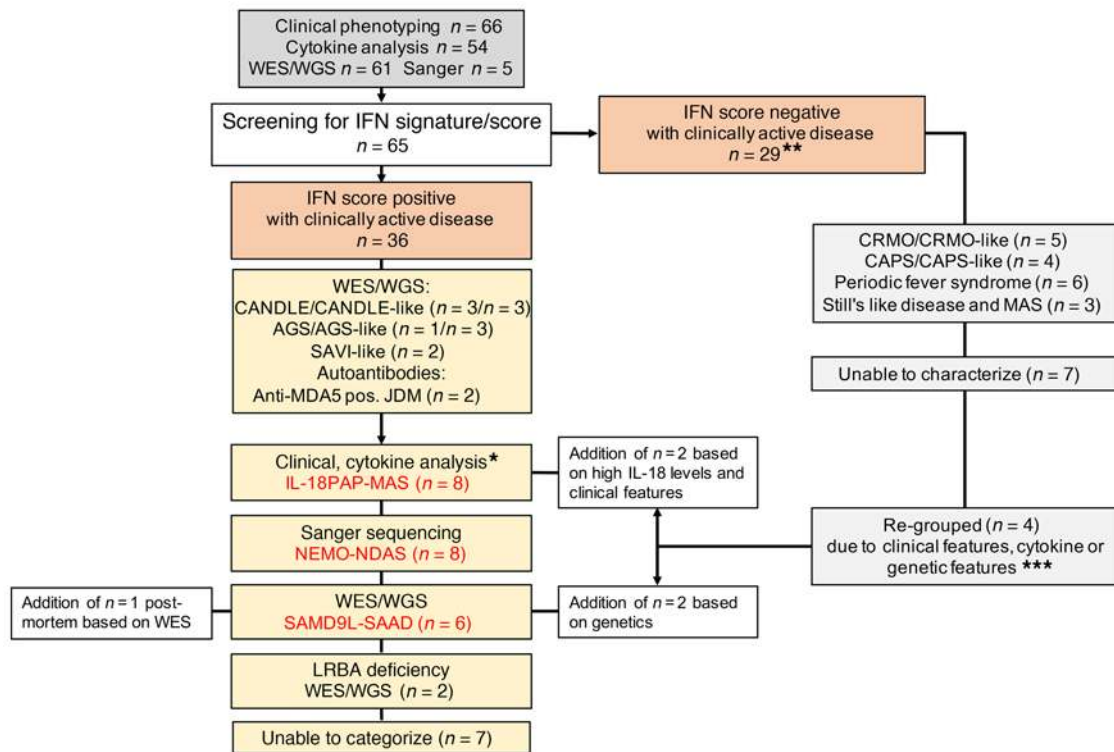 Clinical phenotyping n = 66
Cytokine analysis n = 54
WES/WGS n = 61 Sanger n = 5
Screening for IFN signature/score
n = 65
IFN score negative
with clinically active disease
n = 29**
IFN score positive
with clinically active disease
n = 36
CRMO/CRMO-like (n = 5)
CAPS/CAPS-like (n = 4)
Periodic fever syndrome (n = 6)
Still's like disease and MAS (n = 3)
WES/WGS:
CANDLE/CANDLE-like (n = 3/n = 3)
AGS/AGS-like (n = 1/n = 3)
SAVI-like (n = 2)
Autoantibodies:
Anti-MDA5 pos. JDM (n = 2)
Unable to characterize (n = 7)
Clinical, cytokine analysis*
IL-18PAP-MAS (n = 8)
Addition of n = 2 based
on high IL-18 levels and
clinical features
Re-grouped (n = 4)
due to clinical features, cytokine or
genetic features ***
Sanger sequencing
NEMO-NDAS (n = 8)
Addition of n = 1 post-
mortem based on WES
WES/WGS
SAMD9L-SAAD (n = 6)
Addition of n = 2 based
on genetics
LRBA deficiency
WES/WGS (n = 2)
Unable to categorize (n = 7)